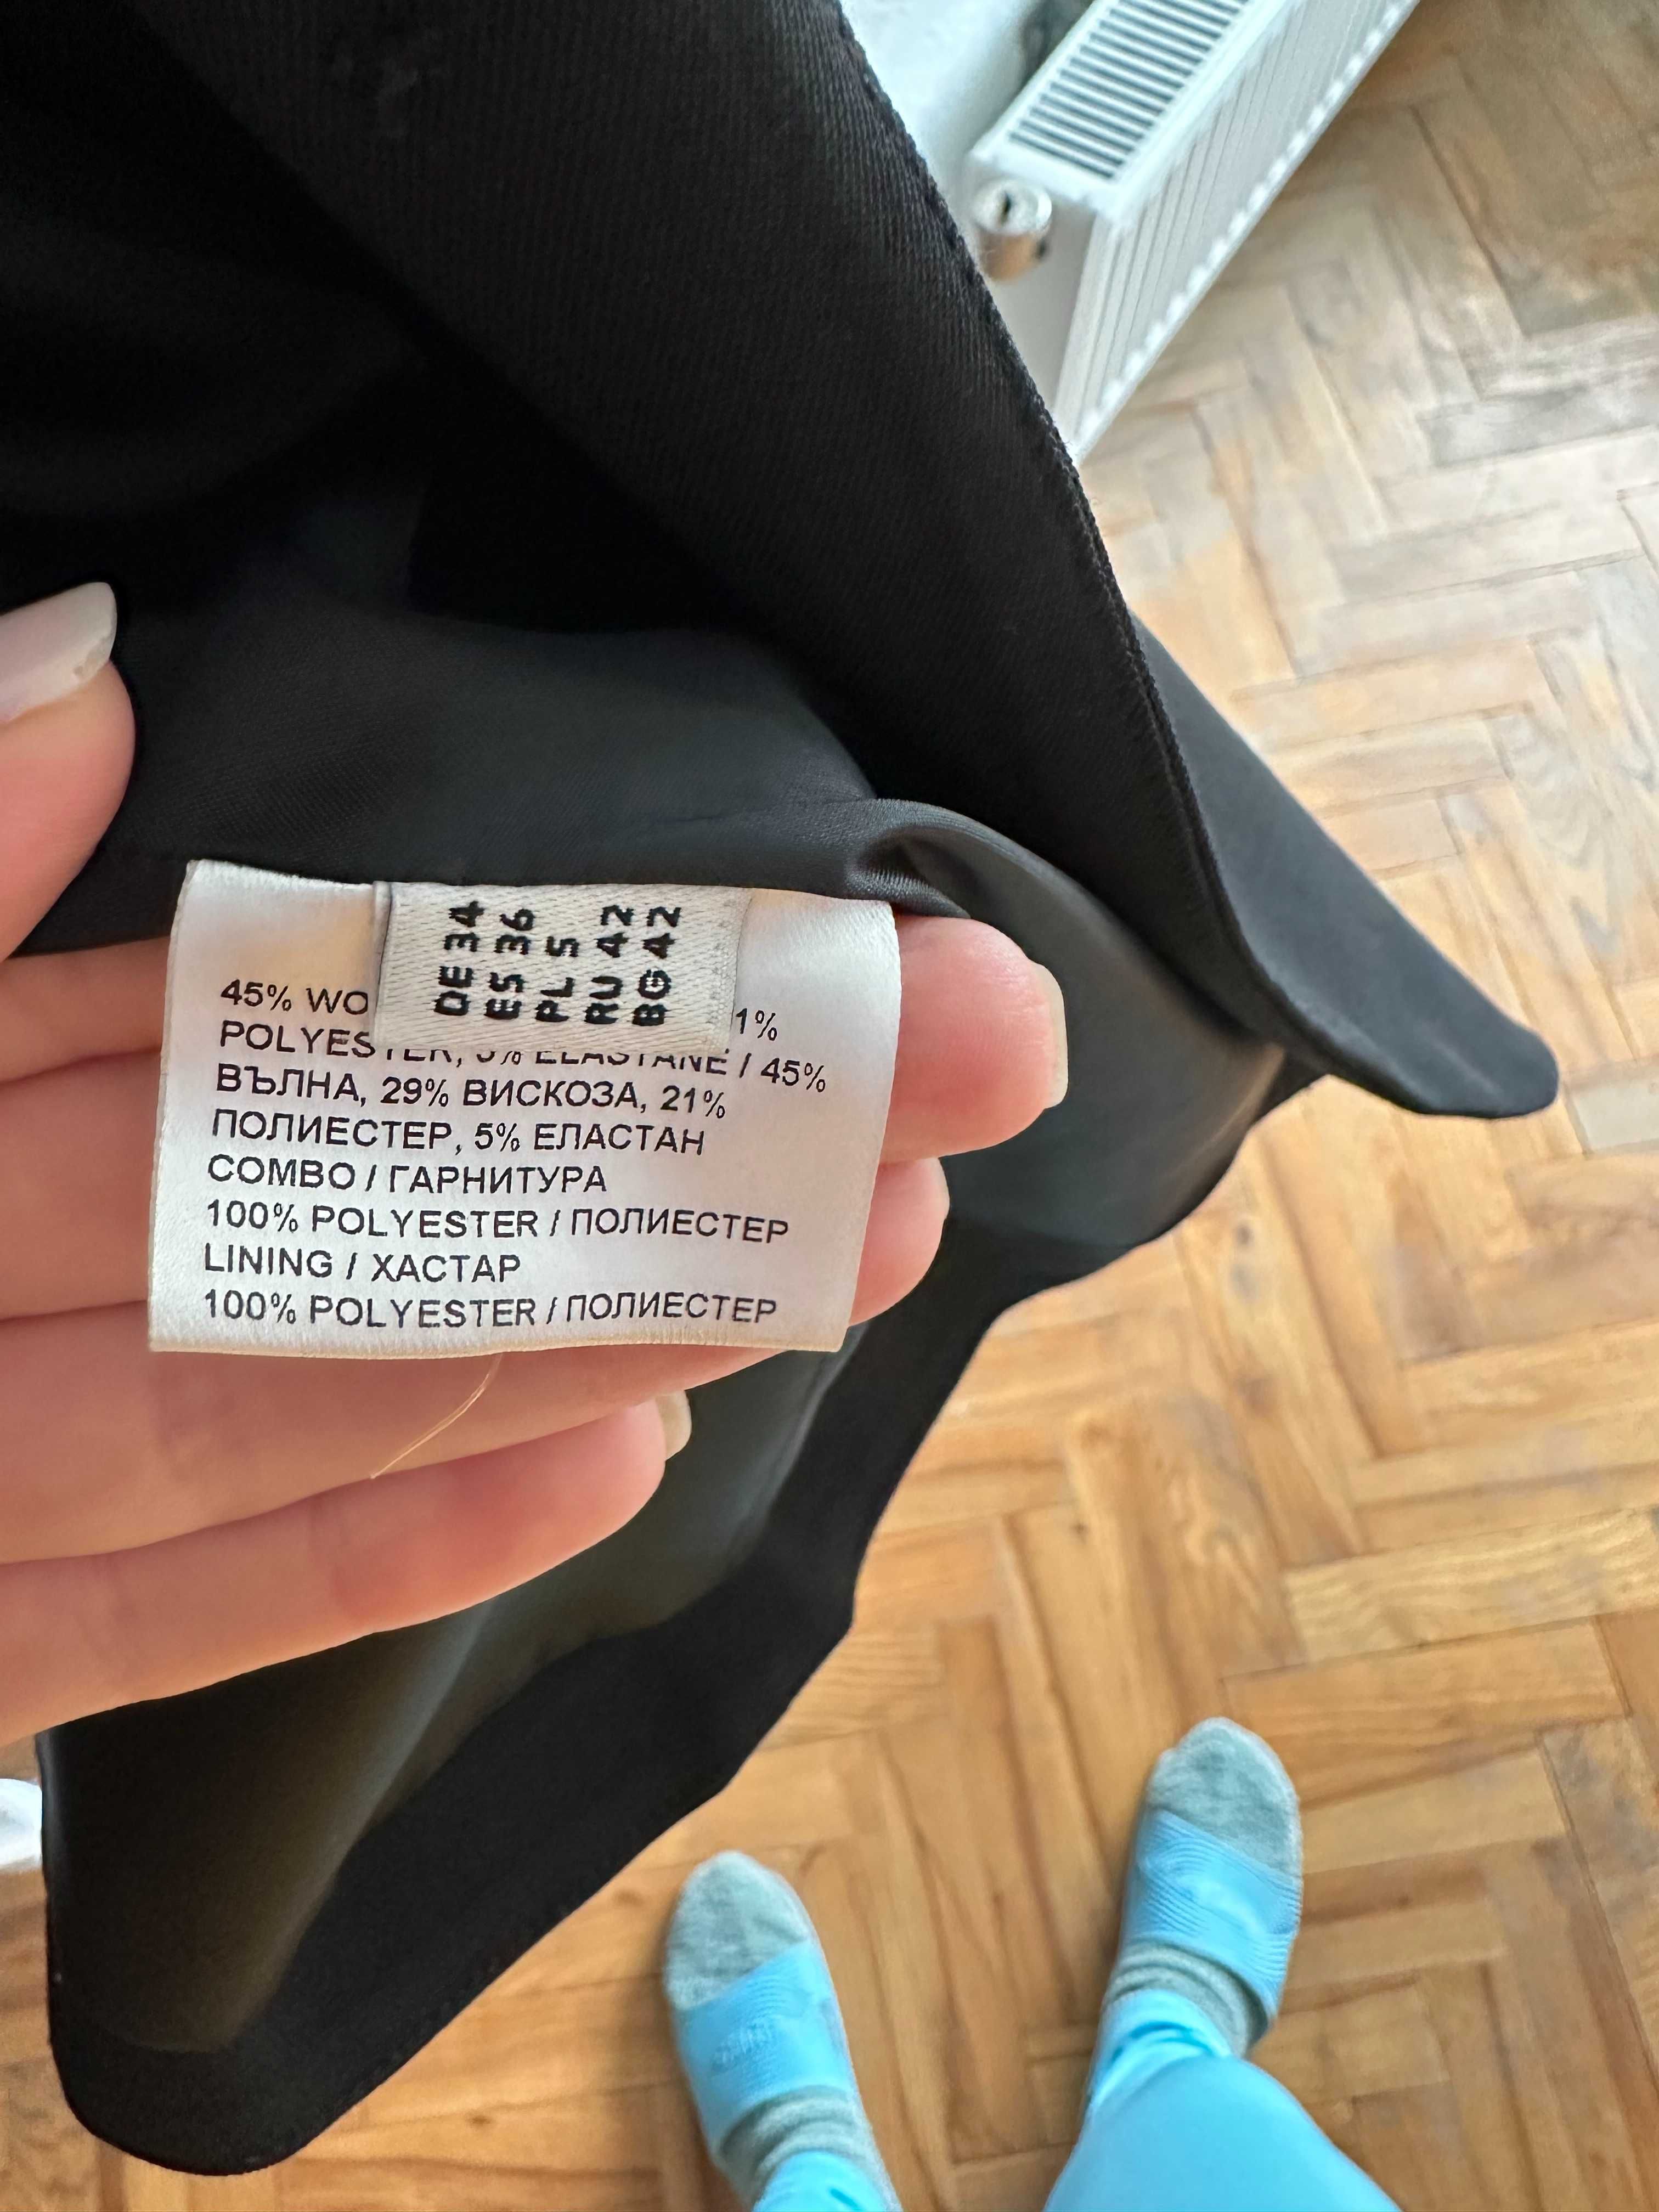 DE 34
ES 36
PL S
RU 42
BG 42
45% 1%
POLYESTER, 5% ELASTANE / 45%
ВЪЛНА, 29% ВИСКОЗА, 21%
ПОЛИЕСТЕР, 5% ЕЛАСТАН
COMBO / ГАРНИТУРА
100% POLYESTER / ПОЛИЕСТЕР
LINING / ХАСТАР
100% POLYESTER / ПОЛИЕСТЕР